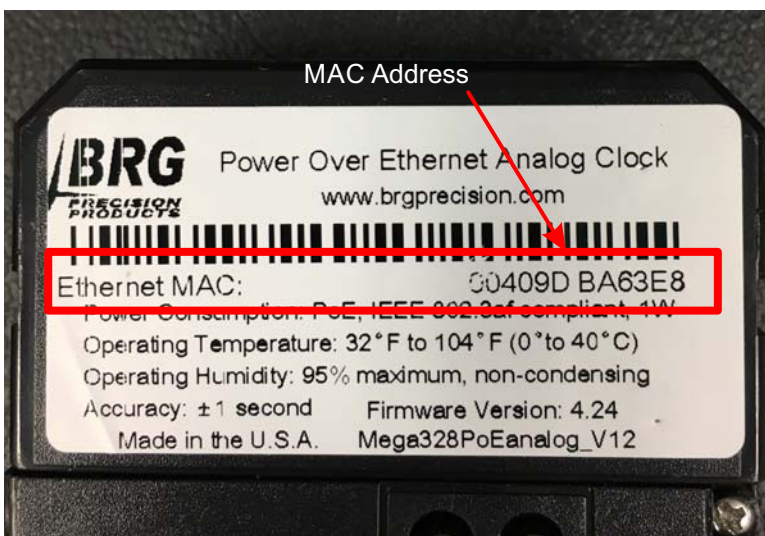 MAC Address
BRG
PRECISION
PRODUCTS
Power Over Ethernet Analog Clock
www.brgprecision.com
Ethernet MAC: 00409D BA63E8
Power Consumption: PoE, IEEE 802.3af compliant, 1W
Operating Temperature: 32°F to 104°F (0°to 40°C)
Operating Humidity: 95% maximum, non-condensing
Accuracy: ±1 second Firmware Version: 4.24
Made in the U.S.A. Mega328PoEanalog_V12